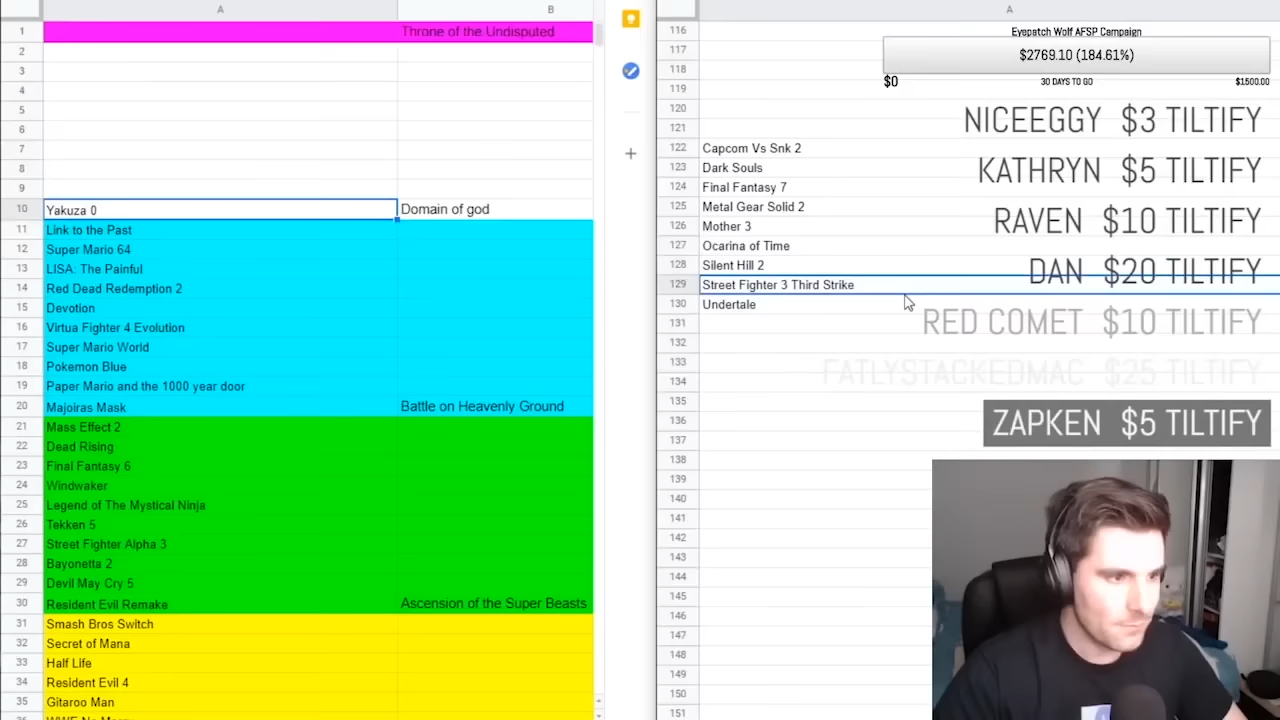 A
B
1 Throne of the Undisputed
2
3
4
5
6
7
8
9
10 Yakuza 0 Domain of god
11 Link to the Past
12 Super Mario 64
13 LISA: The Painful
14 Red Dead Redemption 2
15 Devotion
16 Virtua Fighter 4 Evolution
17 Super Mario World
18 Pokemon Blue
19 Paper Mario and the 1000 year door
20 Majoiras Mask Battle on Heavenly Ground
21 Mass Effect 2
22 Dead Rising
23 Final Fantasy 6
24 Windwaker
25 Legend of The Mystical Ninja
26 Tekken 5
27 Street Fighter Alpha 3
28 Bayonetta 2
29 Devil May Cry 5
30 Resident Evil Remake Ascension of the Super Beasts
31 Smash Bros Switch
32 Secret of Mana
33 Half Life
34 Resident Evil 4
35 Gitaroo Man
A
116
117
118
119
120
121
122 Capcom Vs Snk 2
123 Dark Souls
124 Final Fantasy 7
125 Metal Gear Solid 2
126 Mother 3
127 Ocarina of Time
128 Silent Hill 2
129 Street Fighter 3 Third Strike
130 Undertale
131
132
133
134
135
136
137
138
139
140
141
142
143
144
145
146
147
148
149
150
151
Eyepatch Wolf AFSP Campaign
$2769.10 (184.61%)
$0 30 DAYS TO GO $1500.00
NICEEGGY $3 TILTIFY
KATHRYN $5 TILTIFY
RAVEN $10 TILTIFY
DAN $20 TILTIFY
RED COMET $10 TILTIFY
FATLYSTACKEDMAC $25 TILTIFY
ZAPKEN $5 TILTIFY